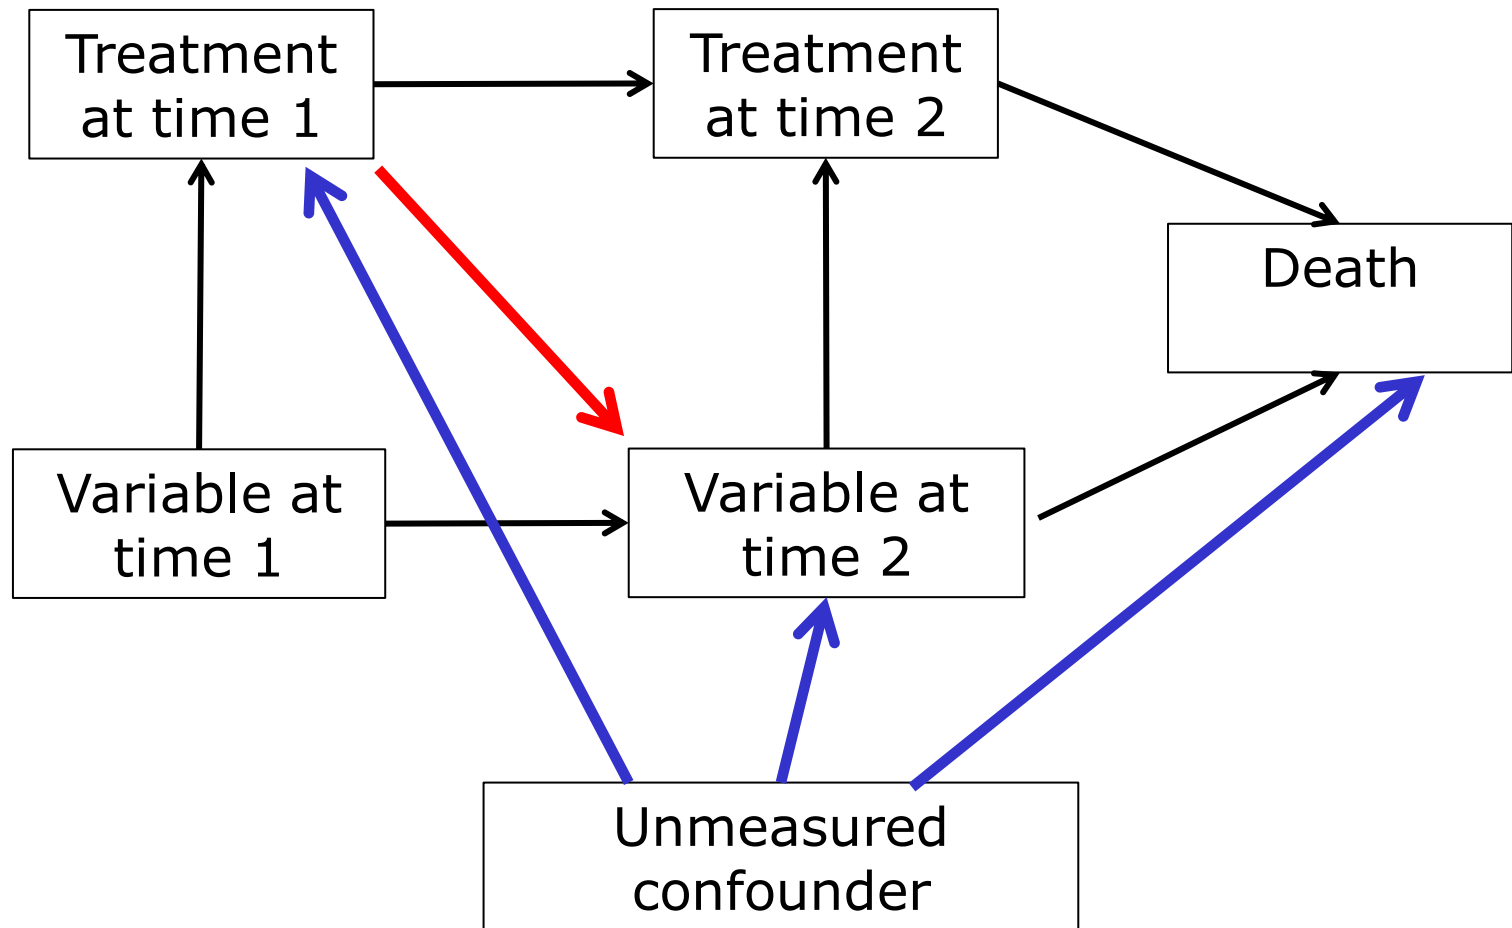 Treatment
at time 1
Treatment
at time 2
Death
Variable at
time 1
Variable at
time 2
Unmeasured
confounder